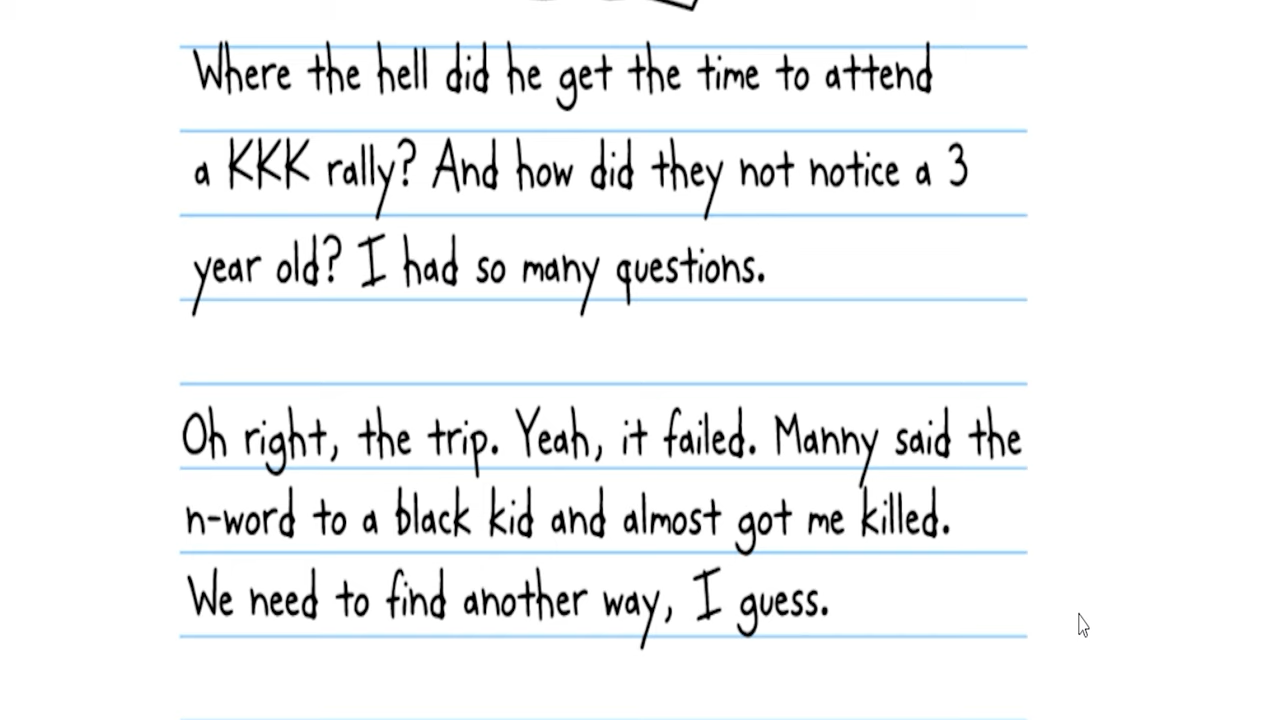 Where the hell did he get the time to attend
a KKK rally? And how did they not notice a 3
year old? I had so many questions.
Oh right, the trip. Yeah, it failed. Manny said the
n-word to a black kid and almost got me killed.
We need to find another way, I guess.